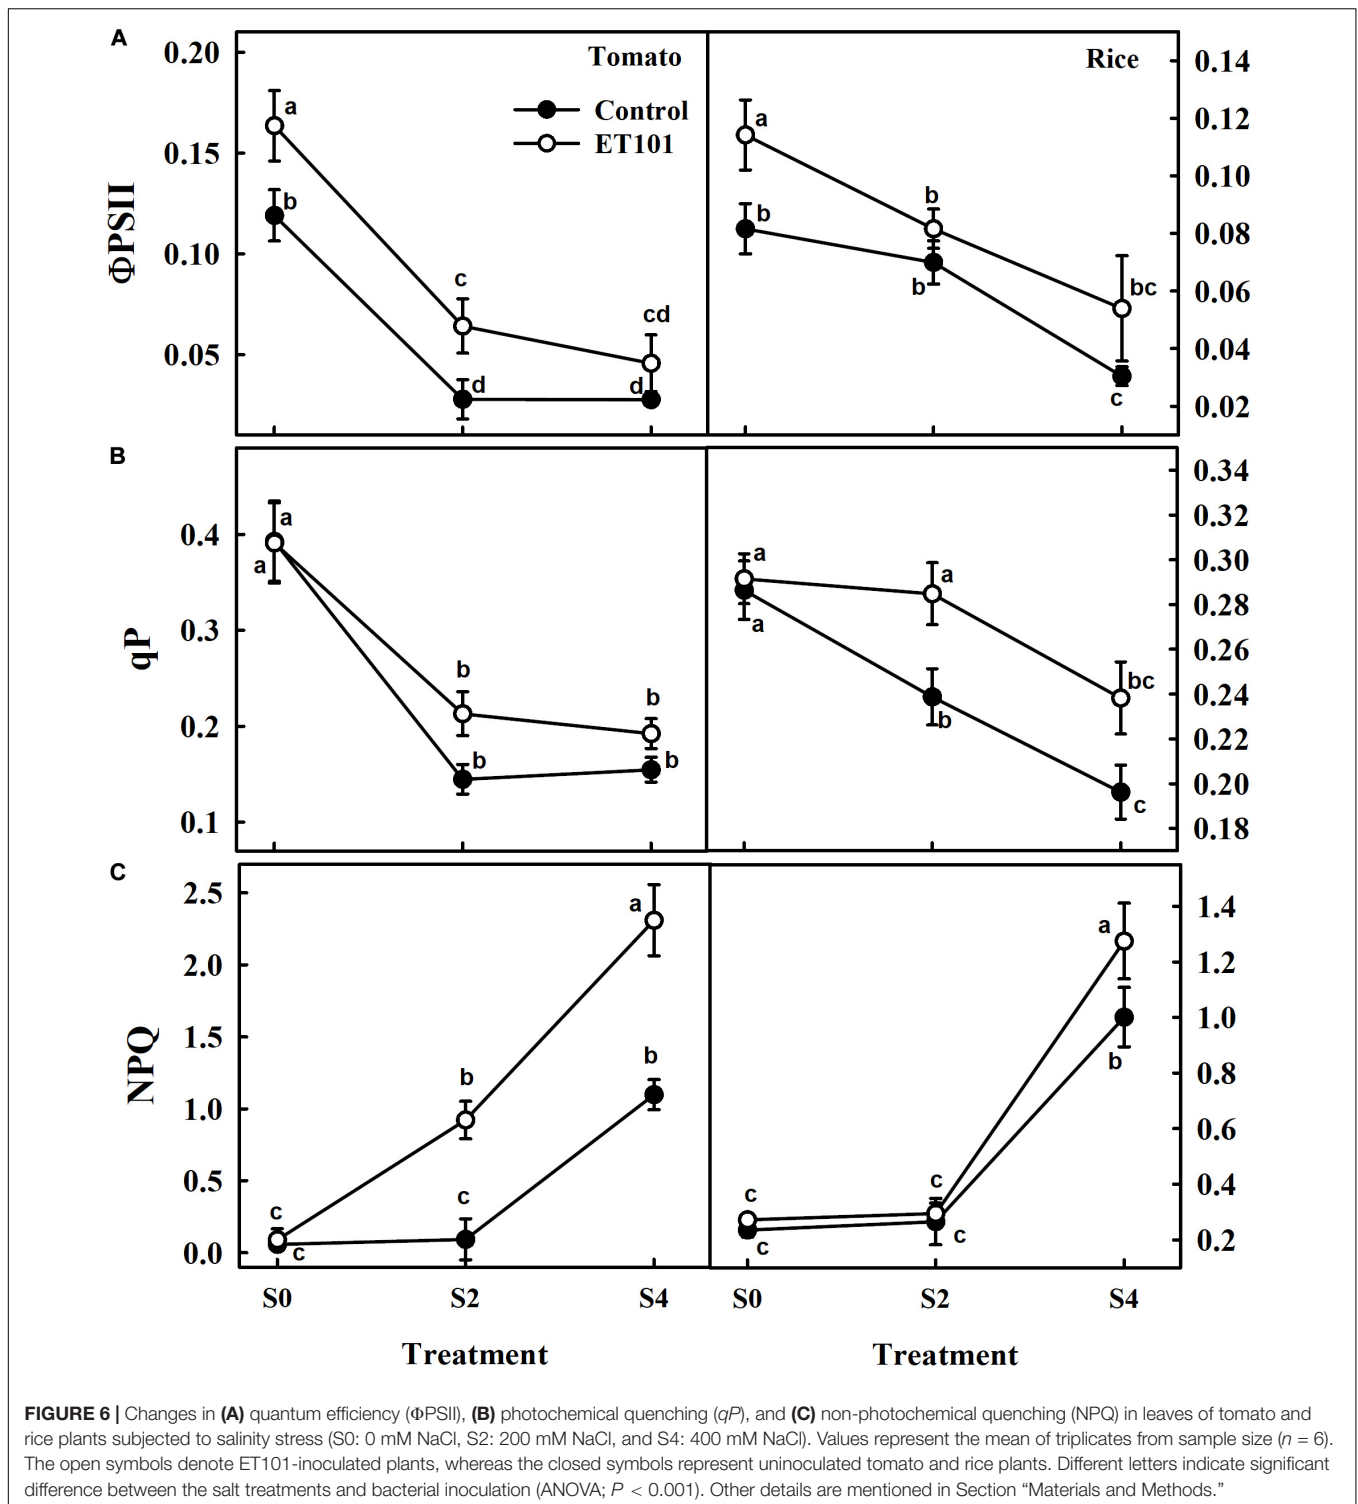 A
Tomato
Control
ET101
Rice
ΦPSII
0.20
0.15
0.10
0.05
a
b
c
d
cd
d
a
b
b
b
bc
c
0.14
0.12
0.10
0.08
0.06
0.04
0.02
B
qP
0.4
0.3
0.2
0.1
a
a
b
b
b
b
a
a
a
b
bc
c
0.34
0.32
0.30
0.28
0.26
0.24
0.22
0.20
0.18
C
NPQ
2.5
2.0
1.5
1.0
0.5
0.0
c
c
b
c
a
b
c
c
c
c
a
b
1.4
1.2
1.0
0.8
0.6
0.4
0.2
S0 S2 S4 S0 S2 S4
Treatment Treatment
FIGURE 6 | Changes in (A) quantum efficiency (ΦPSII), (B) photochemical quenching (qP), and (C) non-photochemical quenching (NPQ) in leaves of tomato and
rice plants subjected to salinity stress (S0: 0 mM NaCl, S2: 200 mM NaCl, and S4: 400 mM NaCl). Values represent the mean of triplicates from sample size (n = 6).
The open symbols denote ET101-inoculated plants, whereas the closed symbols represent uninoculated tomato and rice plants. Different letters indicate significant
difference between the salt treatments and bacterial inoculation (ANOVA; P < 0.001). Other details are mentioned in Section “Materials and Methods.”